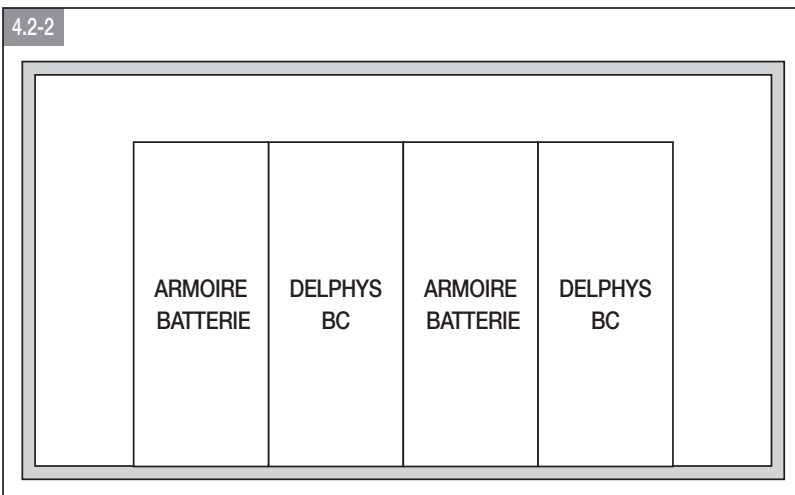 4.2-2
ARMOIRE
BATTERIE
DELPHYS
BC
ARMOIRE
BATTERIE
DELPHYS
BC